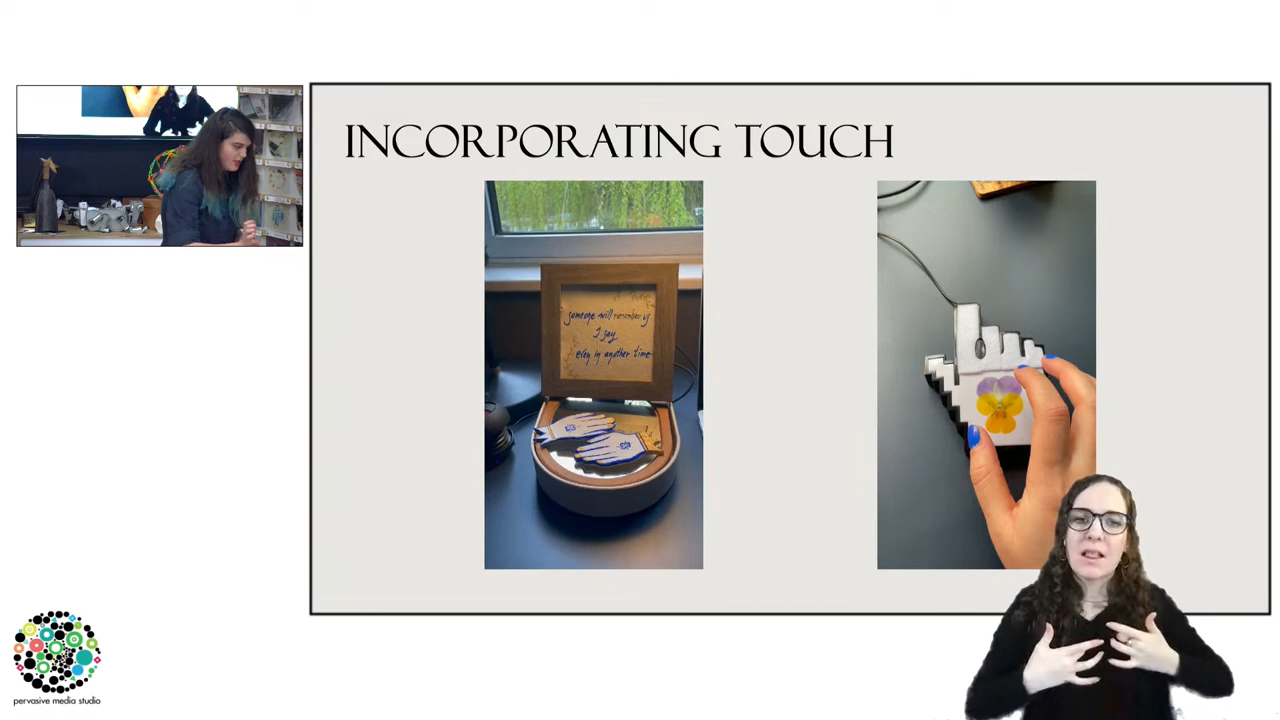 INCORPORATING TOUCH
someone will remember us
I say
even in another time
pervasive media studio